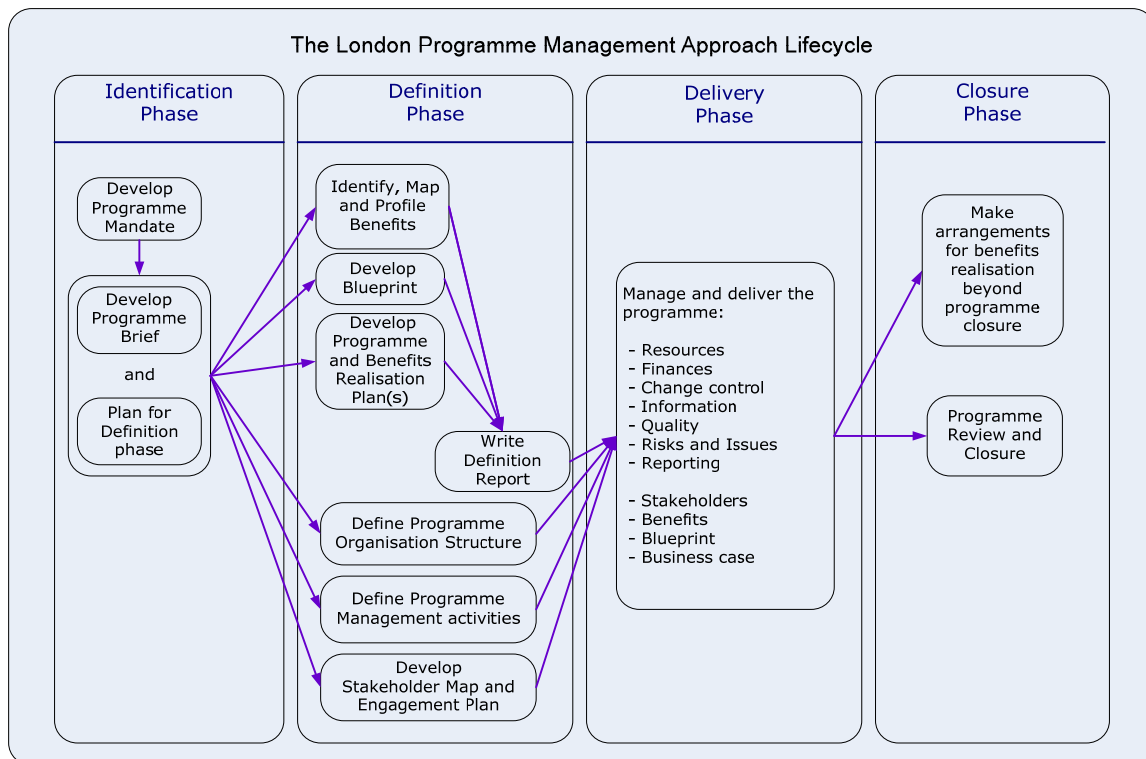 The London Programme Management Approach Lifecycle
Identification
Phase
Develop
Programme
Mandate
Develop
Programme
Brief
and
Plan for
Definition
phase
Definition
Phase
Identify, Map
and Profile
Benefits
Develop
Blueprint
Develop
Programme
and Benefits
Realisation
Plan(s)
Write
Definition
Report
Define Programme
Organisation Structure
Define Programme
Management activities
Develop
Stakeholder Map and
Engagement Plan
Delivery
Phase
Manage and deliver the
programme:
- Resources
- Finances
- Change control
- Information
- Quality
- Risks and Issues
- Reporting
- Stakeholders
- Benefits
- Blueprint
- Business case
Closure
Phase
Make
arrangements
for benefits
realisation
beyond
programme
closure
Programme
Review and
Closure